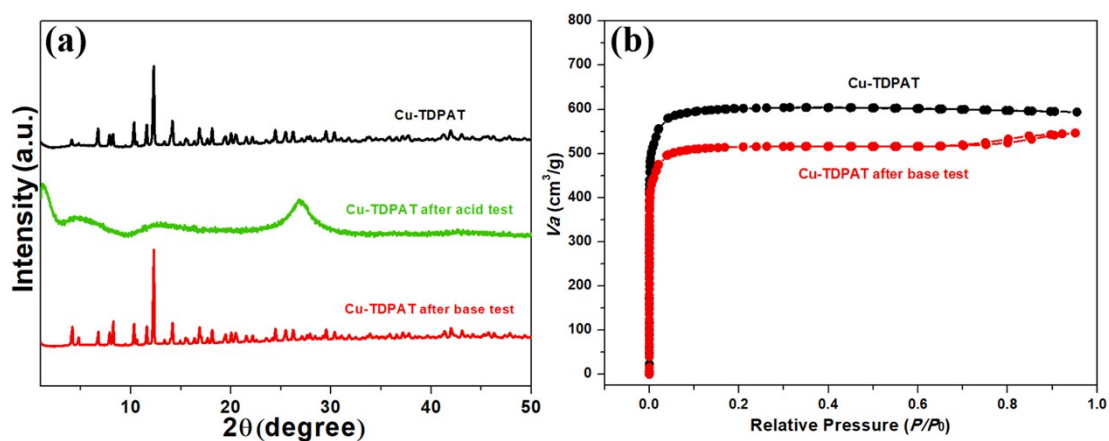 (a)
Cu-TDPAT
Cu-TDPAT after acid test
Cu-TDPAT after base test
Intensity (a.u.)
10 20 30 40 50
2θ (degree)
(b)
800
700
600
500
400
300
200
100
0
Va (cm³/g)
Cu-TDPAT
Cu-TDPAT after base test
0.0 0.2 0.4 0.6 0.8 1.0
Relative Pressure (P/P₀)